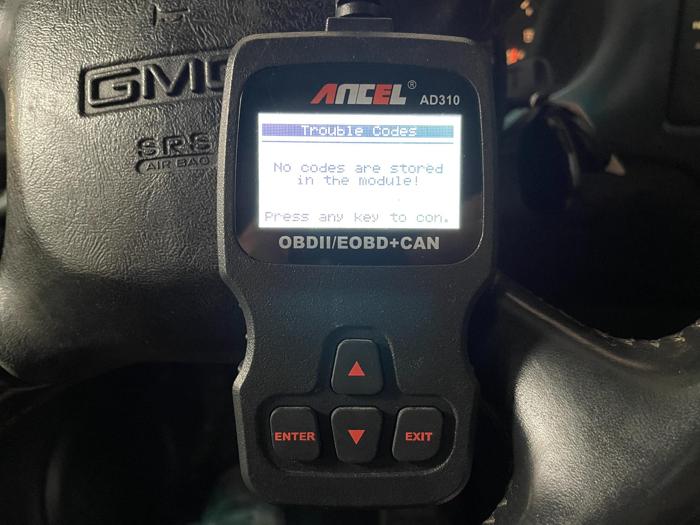 GMC
SRS
AIR BAG
ANCEL®
AD310
Trouble Codes
No codes are stored
in the module!
Press any key to con.
OBDII/EOBD+CAN
ENTER
EXIT